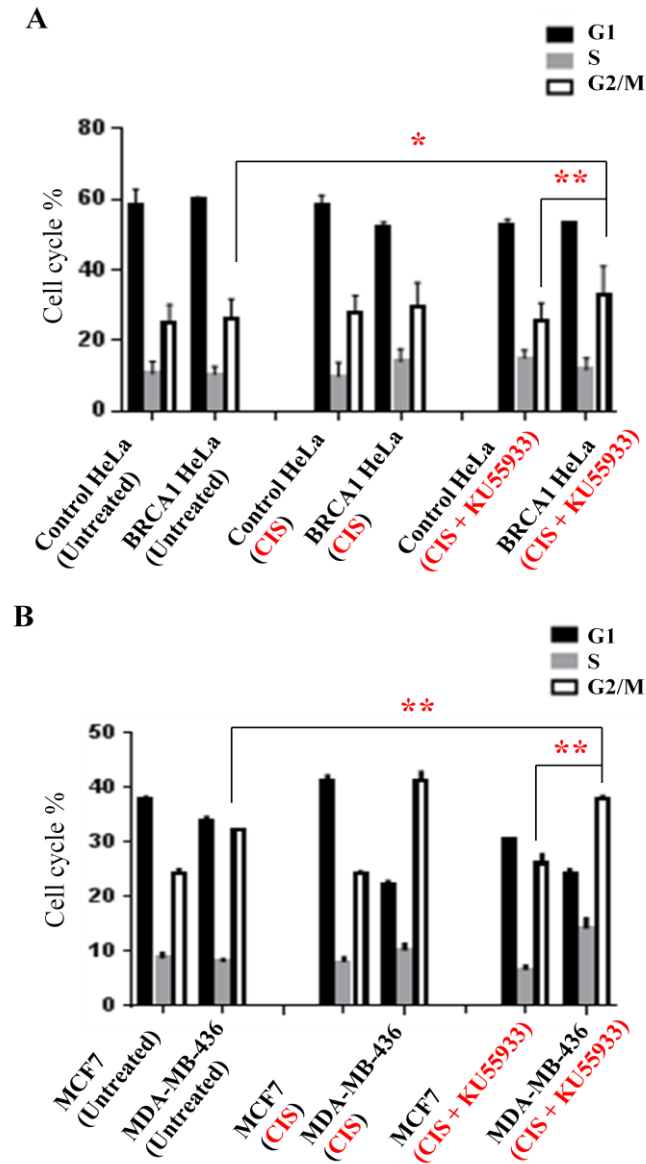 A
G1
S
G2/M
80
60
40
20
0
Cell cycle %
*
**
Control HeLa
(Untreated)
BRCA1 HeLa
(Untreated)
Control HeLa
(CIS)
BRCA1 HeLa
(CIS)
Control HeLa
(CIS + KU55933)
BRCA1 HeLa
(CIS + KU55933)
B
G1
S
G2/M
50
40
30
20
10
0
Cell cycle %
**
**
MCF7
(Untreated)
MDA-MB-436
(Untreated)
MCF7
(CIS)
MDA-MB-436
(CIS)
MCF7
(CIS + KU55933)
MDA-MB-436
(CIS + KU55933)